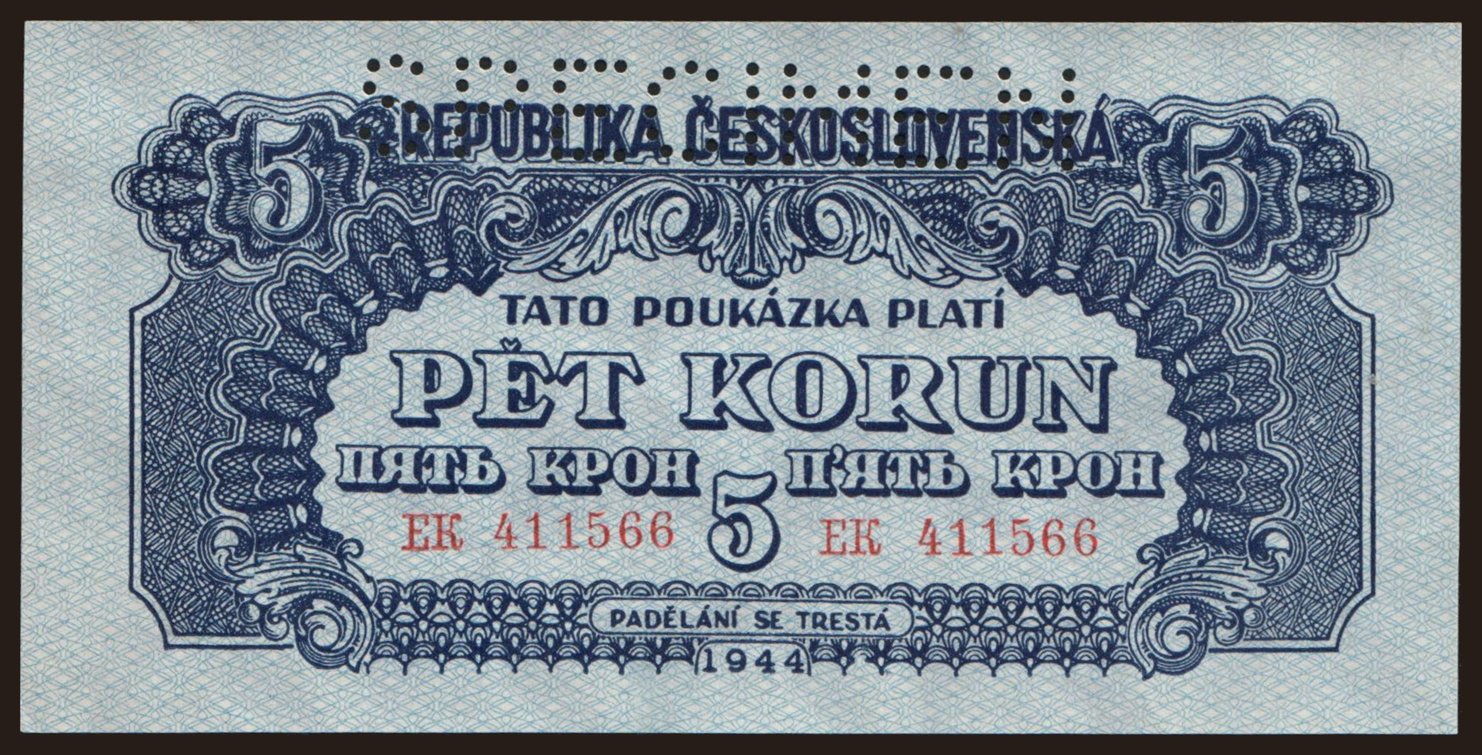 SPECIMEN
REPUBLIKA ČESKOSLOVENSKÁ
5 5
TATO POUKÁZKA PLATÍ
PĚT KORUN
ПЯТЬ КРОН 5 П'ЯТЬ КРОН
ЕК 411566 ЕК 411566
PADĚLÁNÍ SE TRESTÁ
1944